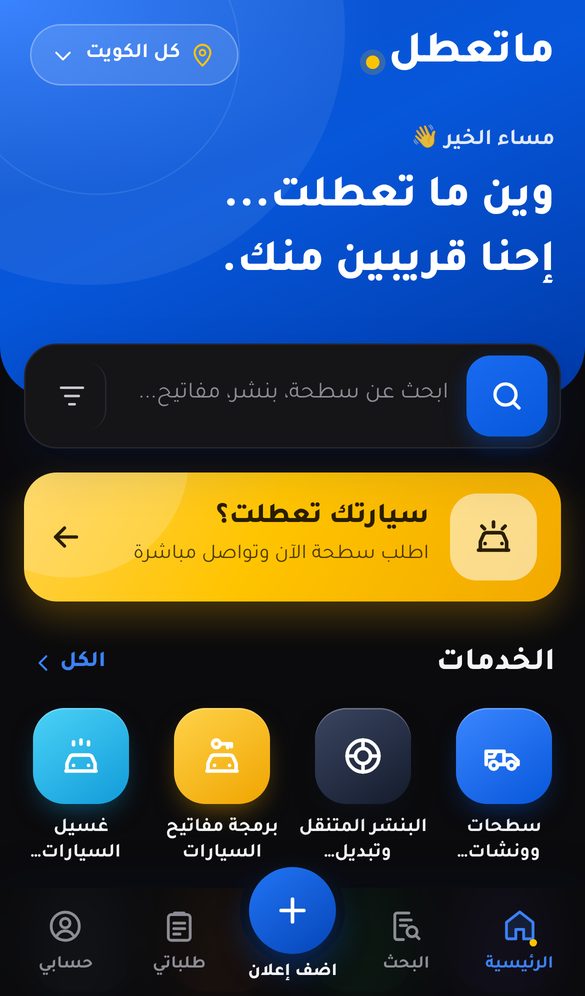 ماتعطل
كل الكويت
مساء الخير 👋
وين ما تعطلت...
إحنا قريبين منك.
ابحث عن سطحة، بنشر، مفاتيح...
سيارتك تعطلت؟
اطلب سطحة الآن وتواصل مباشرة
الخدمات
الكل
سطحات
وونشات...
البنشر المتنقل
وتبديل...
برمجة مفاتيح
السيارات
غسيل
السيارات...
الرئيسية
البحث
اضف إعلان
طلباتي
حسابي